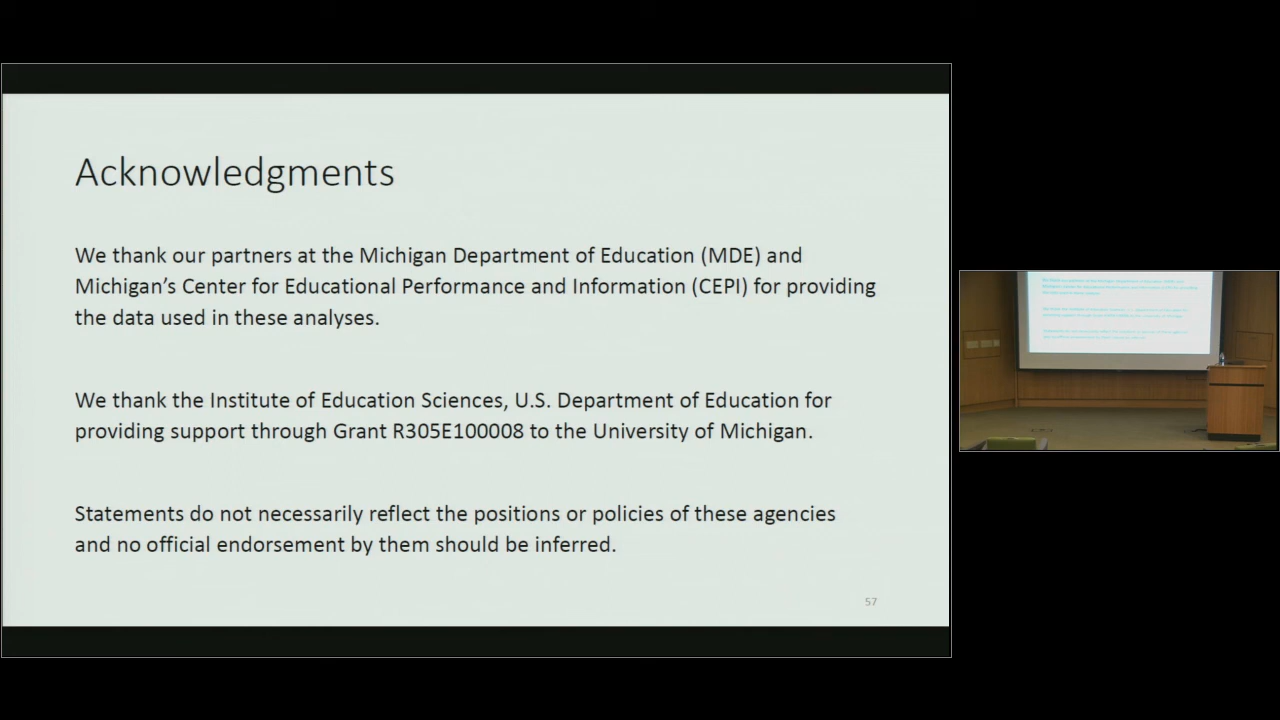 Acknowledgments
We thank our partners at the Michigan Department of Education (MDE) and
Michigan's Center for Educational Performance and Information (CEPI) for providing
the data used in these analyses.
We thank the Institute of Education Sciences, U.S. Department of Education for
providing support through Grant R305E100008 to the University of Michigan.
Statements do not necessarily reflect the positions or policies of these agencies
and no official endorsement by them should be inferred.
57